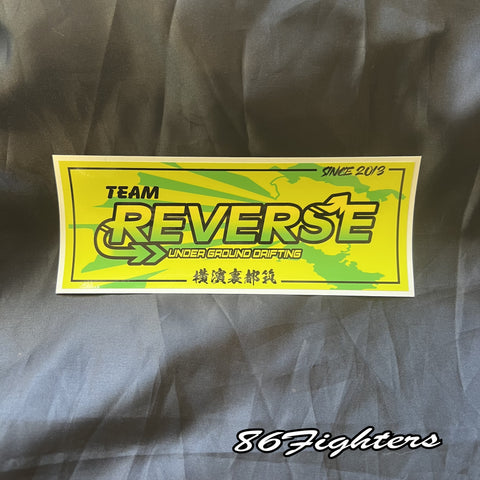 SINCE 2013
TEAM
REVERSE
UNDER GROUND DRIFTING
横濱裏都筑
86Fighters